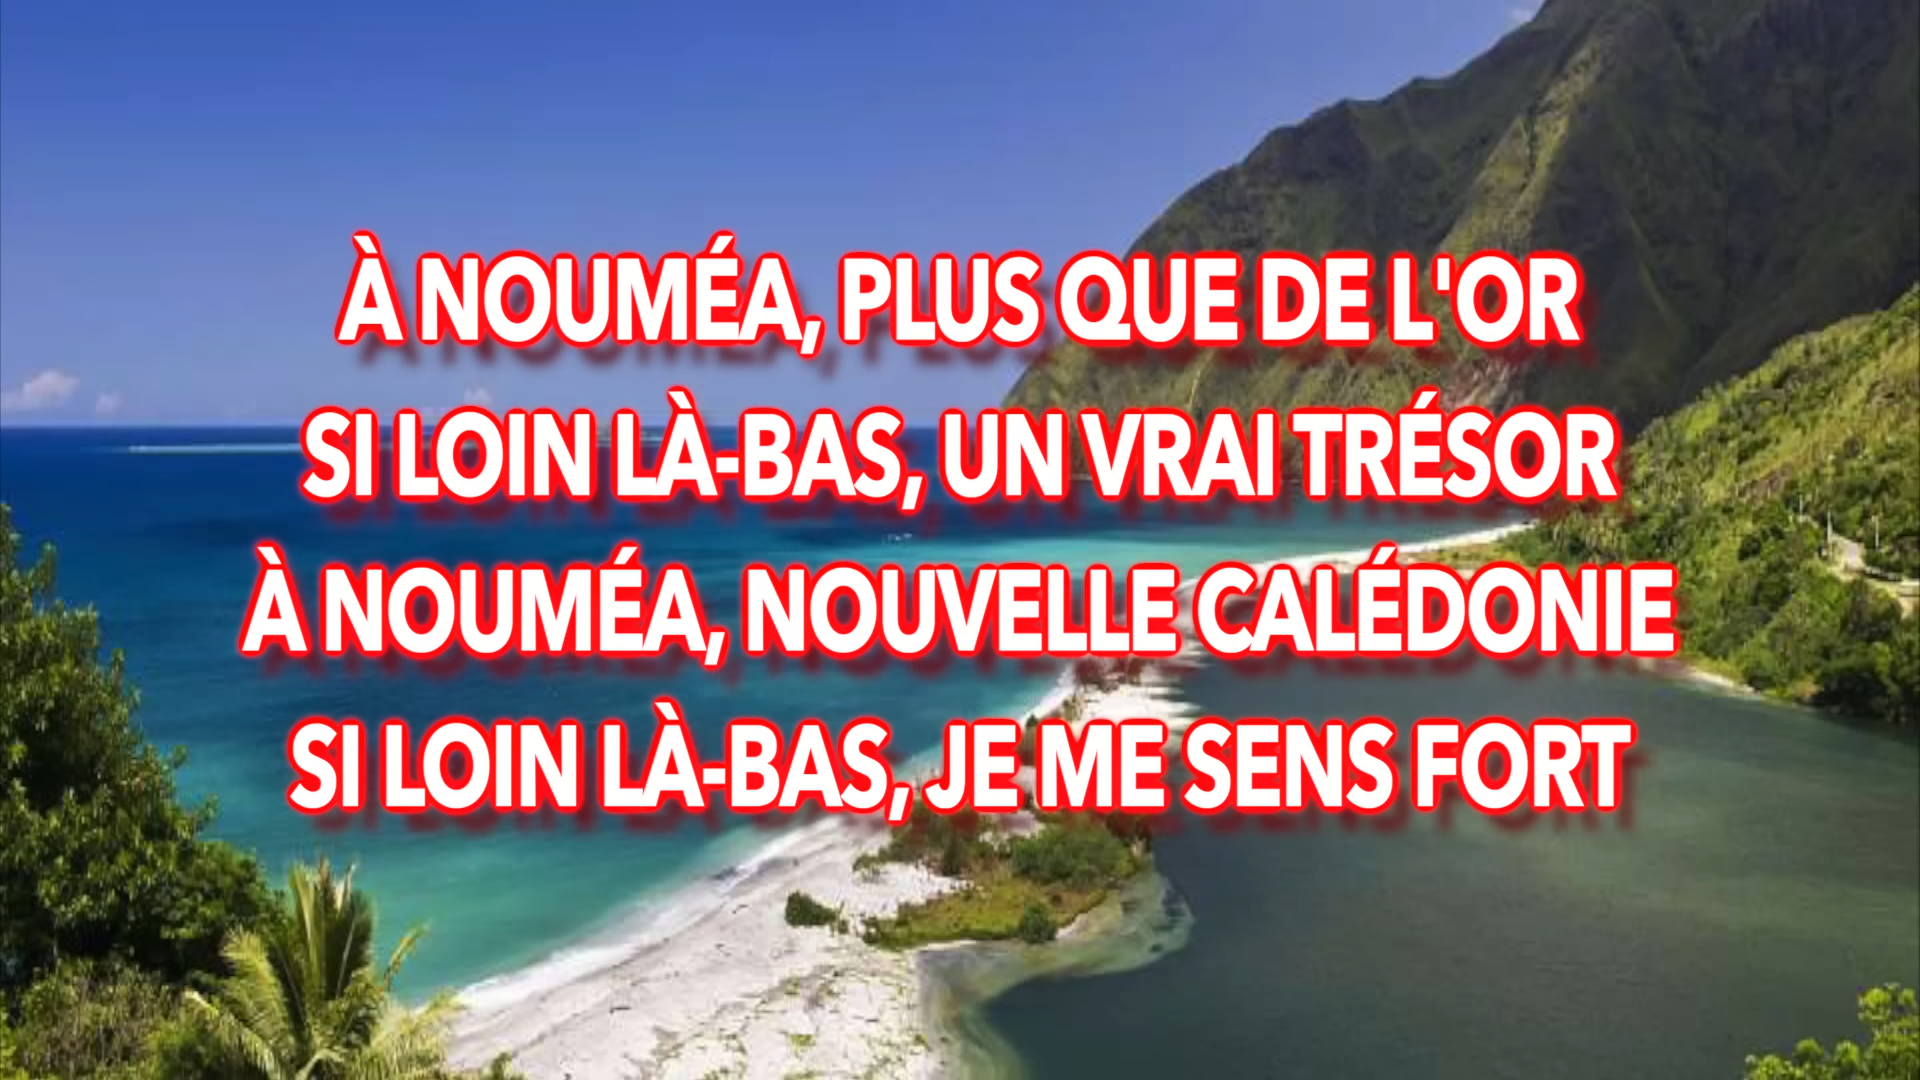 À NOUMÉA, PLUS QUE DE L'OR
SI LOIN LÀ-BAS, UN VRAI TRÉSOR
À NOUMÉA, NOUVELLE CALÉDONIE
SI LOIN LÀ-BAS, JE ME SENS FORT